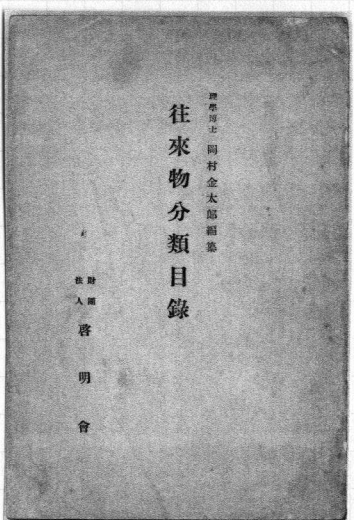 理學博士 岡村金太郎編纂
往來物分類目錄
財團法人 啓明會